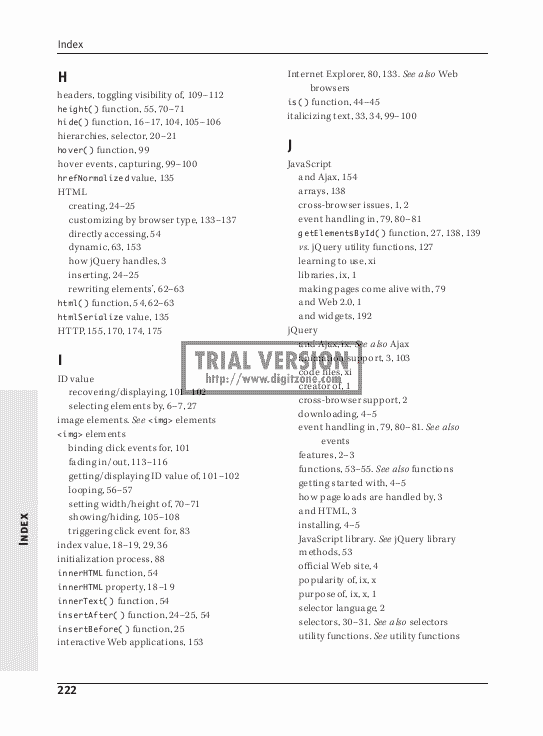 Index
H
headers, toggling visibility of, 109–112
height() function, 55, 70–71
hide() function, 16–17, 104, 105–106
hierarchies, selector, 20–21
hover() function, 99
hover events, capturing, 99–100
hrefNormalized value, 135
HTML
creating, 24–25
customizing by browser type, 133–137
directly accessing, 54
dynamic, 63, 153
how jQuery handles, 3
inserting, 24–25
rewriting elements', 62–63
html() function, 54, 62–63
htmlSerialize value, 135
HTTP, 155, 170, 174, 175
I
ID value
recovering/displaying, 101–102
selecting elements by, 6–7, 27
image elements. See <img> elements
<img> elements
binding click events for, 101
fading in/out, 113–116
getting/displaying ID value of, 101–102
looping, 56–57
setting width/height of, 70–71
showing/hiding, 105–108
triggering click event for, 83
index value, 18–19, 29, 36
initialization process, 88
innerHTML function, 54
innerHTML property, 18–19
innerText() function, 54
insertAfter() function, 24–25, 54
insertBefore() function, 25
interactive Web applications, 153
Internet Explorer, 80, 133. See also Web
browsers
is() function, 44–45
italicizing text, 33, 34, 99–100
J
JavaScript
and Ajax, 154
arrays, 138
cross-browser issues, 1, 2
event handling in, 79, 80–81
getElementsById() function, 27, 138, 139
vs. jQuery utility functions, 127
learning to use, xi
libraries, ix, 1
making pages come alive with, 79
and Web 2.0, 1
and widgets, 192
jQuery
and Ajax, ix. See also Ajax
animation support, 3, 103
code files, xi
creator of, 1
cross-browser support, 2
downloading, 4–5
event handling in, 79, 80–81. See also
events
features, 2–3
functions, 53–55. See also functions
getting started with, 4–5
how page loads are handled by, 3
and HTML, 3
installing, 4–5
JavaScript library. See jQuery library
methods, 53
official Web site, 4
popularity of, ix, x
purpose of, ix, x, 1
selector language, 2
selectors, 30–31. See also selectors
utility functions. See utility functions
TRIAL VERSION
http://www.digitzone.com
INDEX
222